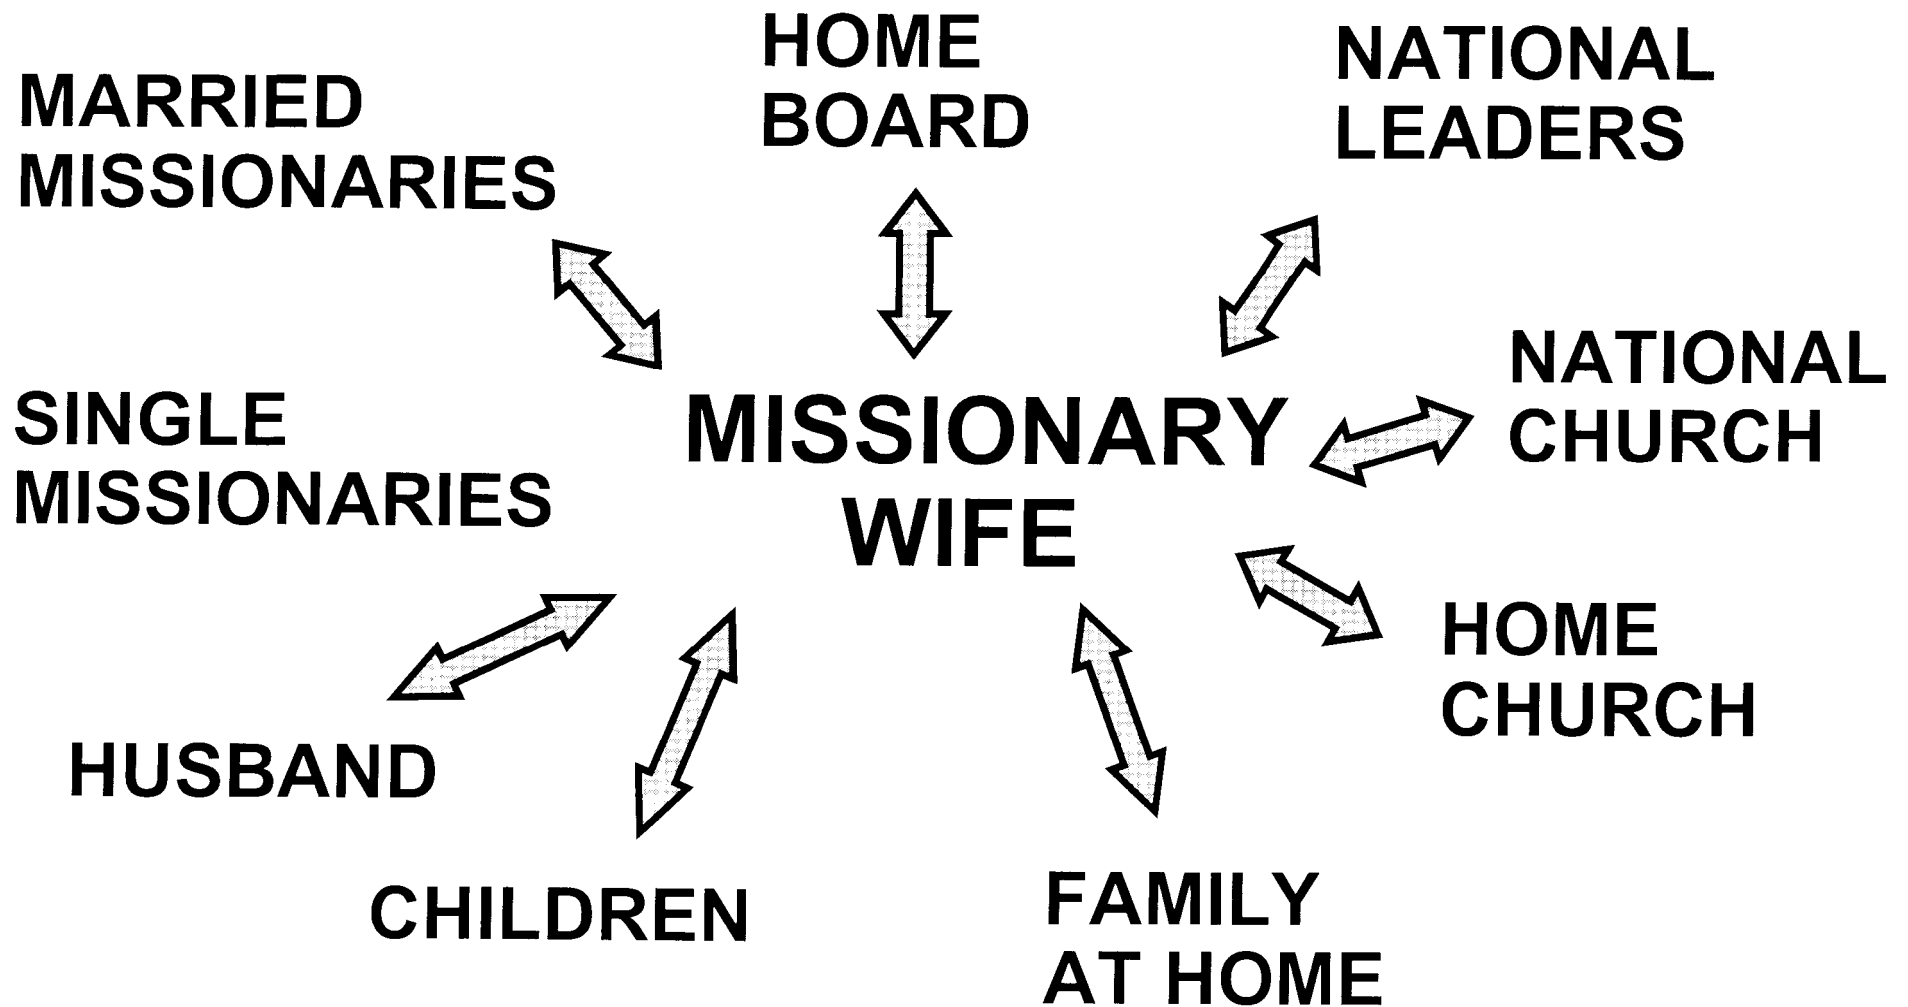 HOME
BOARD
NATIONAL
LEADERS
MARRIED
MISSIONARIES
NATIONAL
CHURCH
SINGLE
MISSIONARIES
MISSIONARY
WIFE
HOME
CHURCH
HUSBAND
CHILDREN
FAMILY
AT HOME